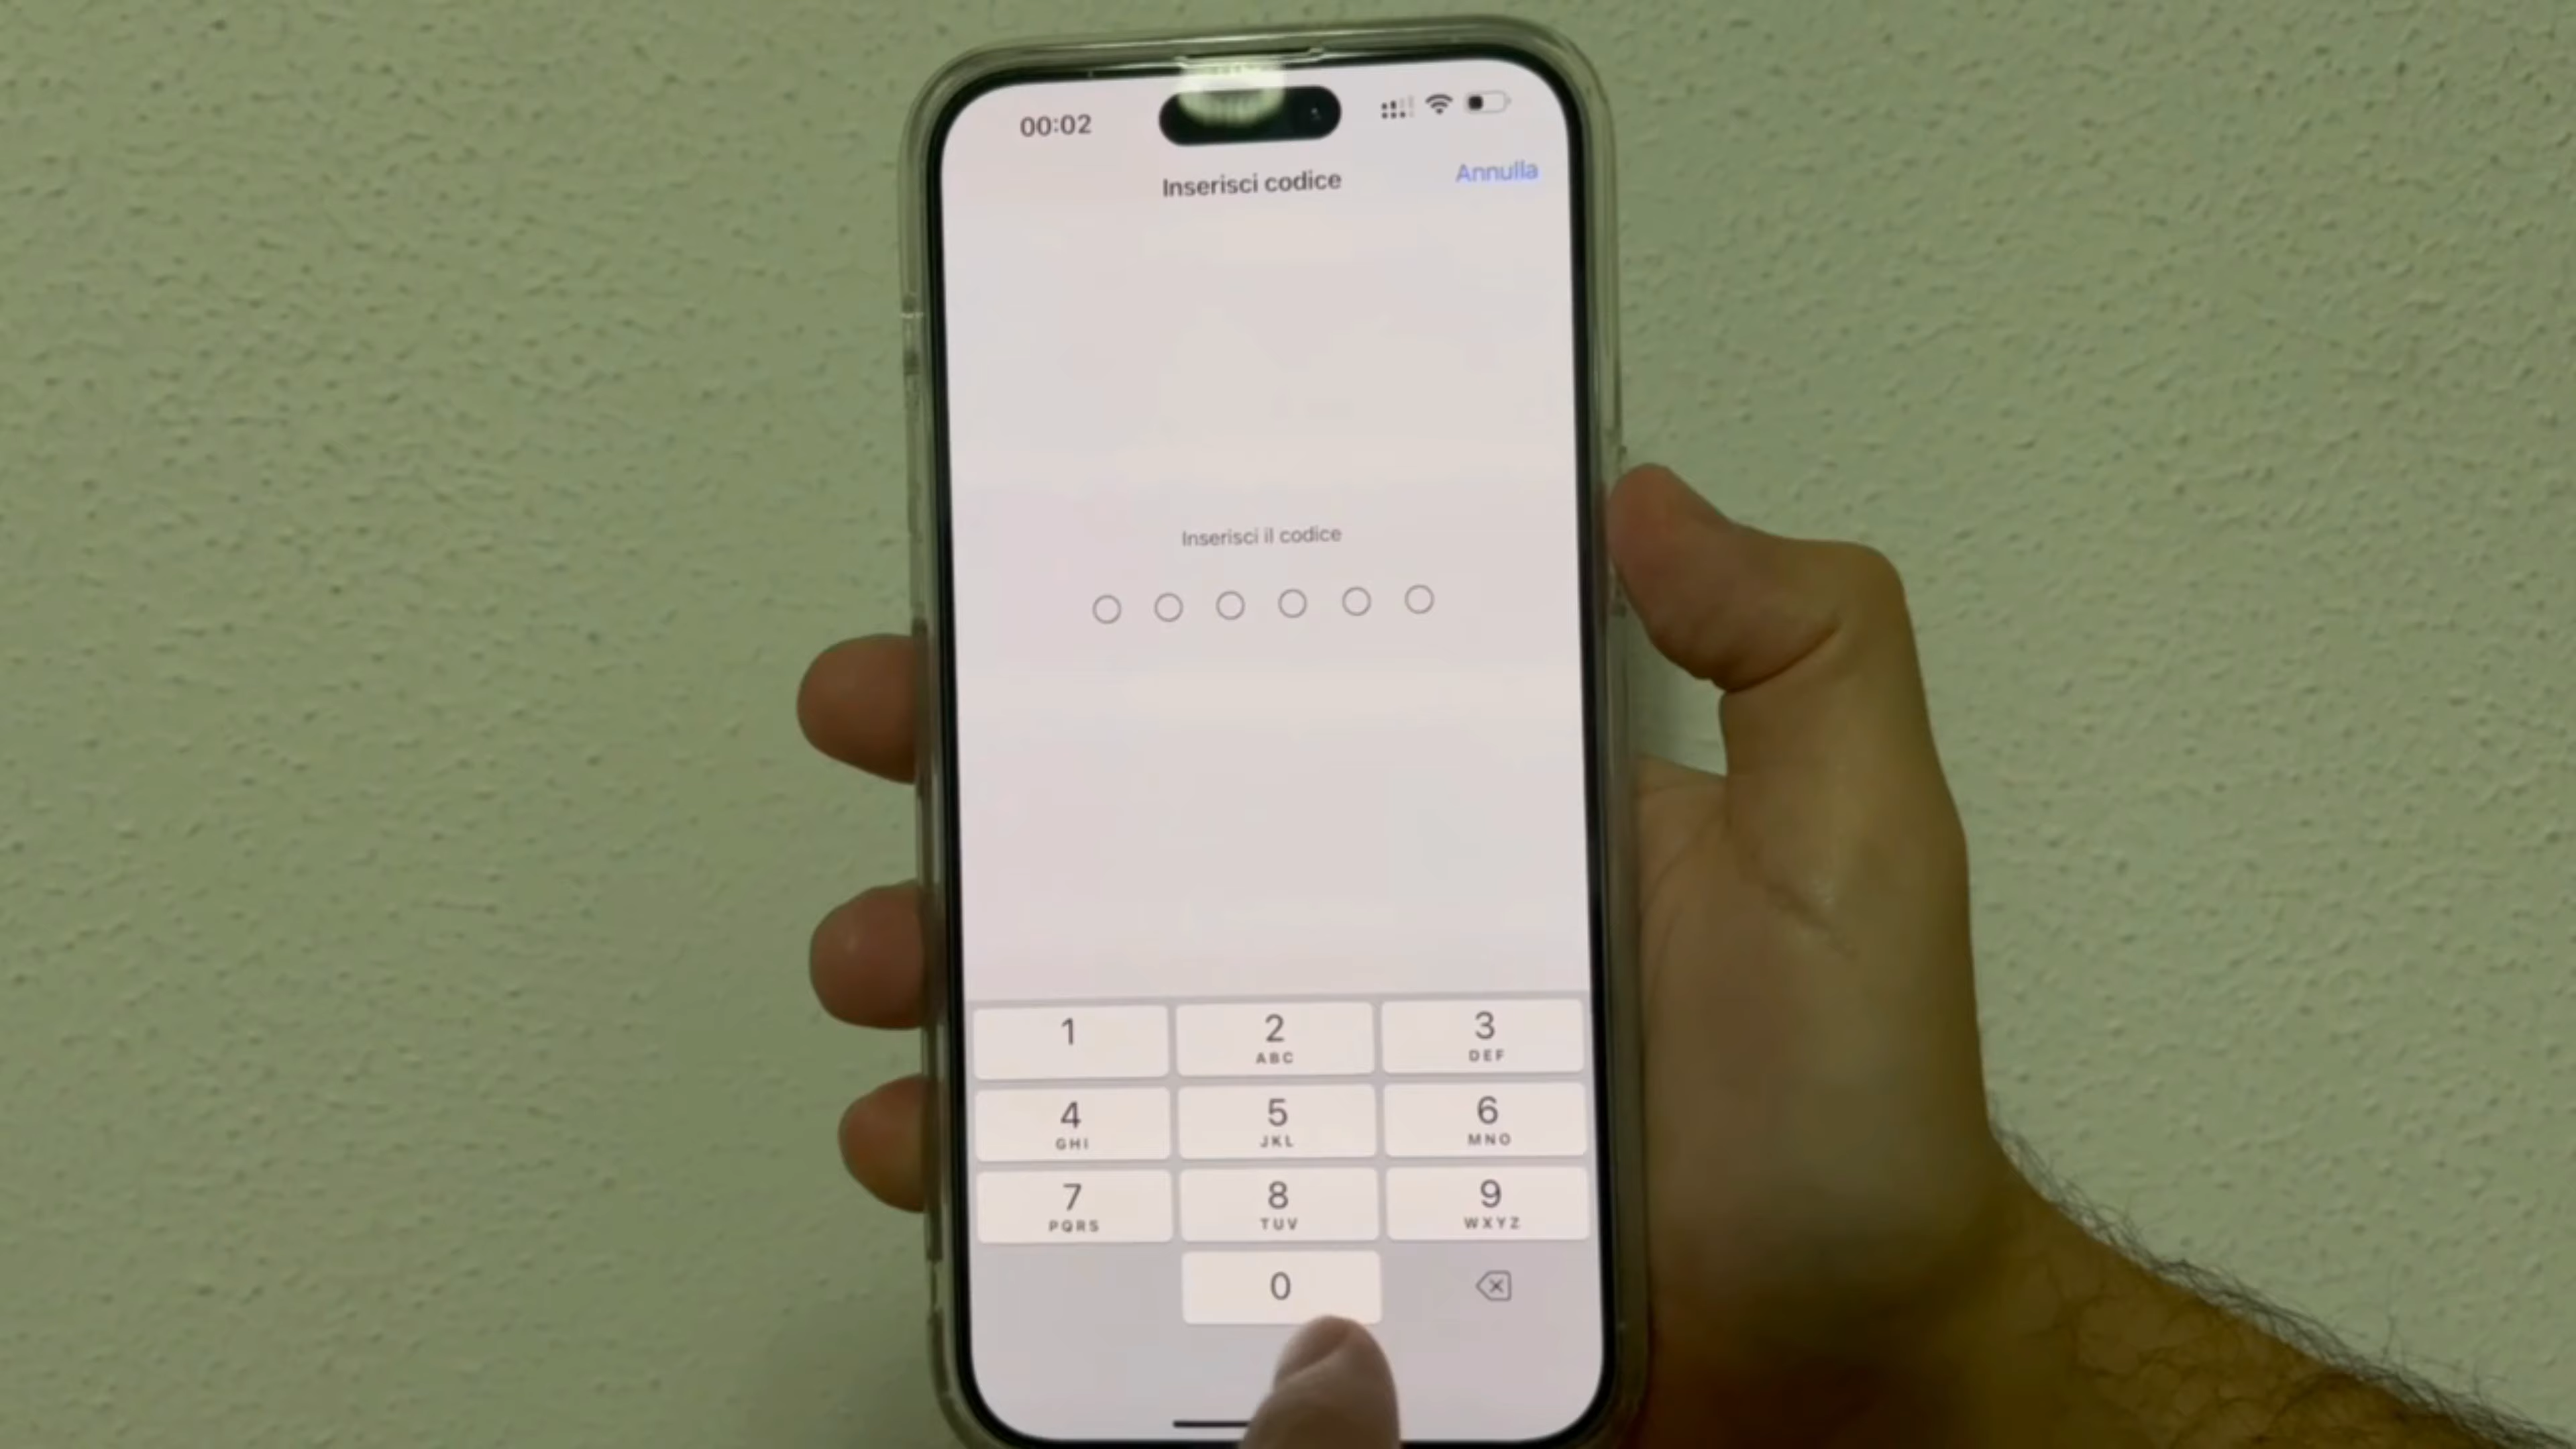 00:02
Inserisci codice
Annulla
Inserisci il codice
1
2
ABC
3
DEF
4
GHI
5
JKL
6
MNO
7
PQRS
8
TUV
9
WXYZ
0